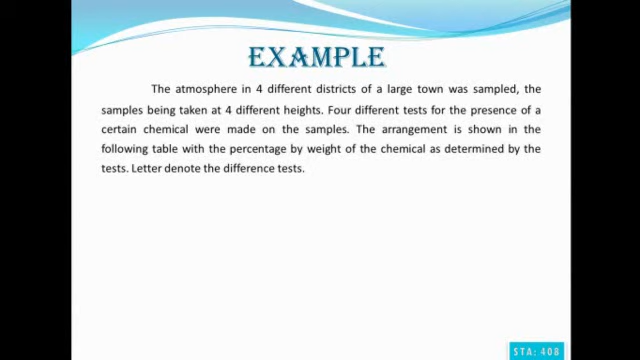 EXAMPLE
The atmosphere in 4 different districts of a large town was sampled, the
samples being taken at 4 different heights. Four different tests for the presence of a
certain chemical were made on the samples. The arrangement is shown in the
following table with the percentage by weight of the chemical as determined by the
tests. Letter denote the difference tests.
STA: 408